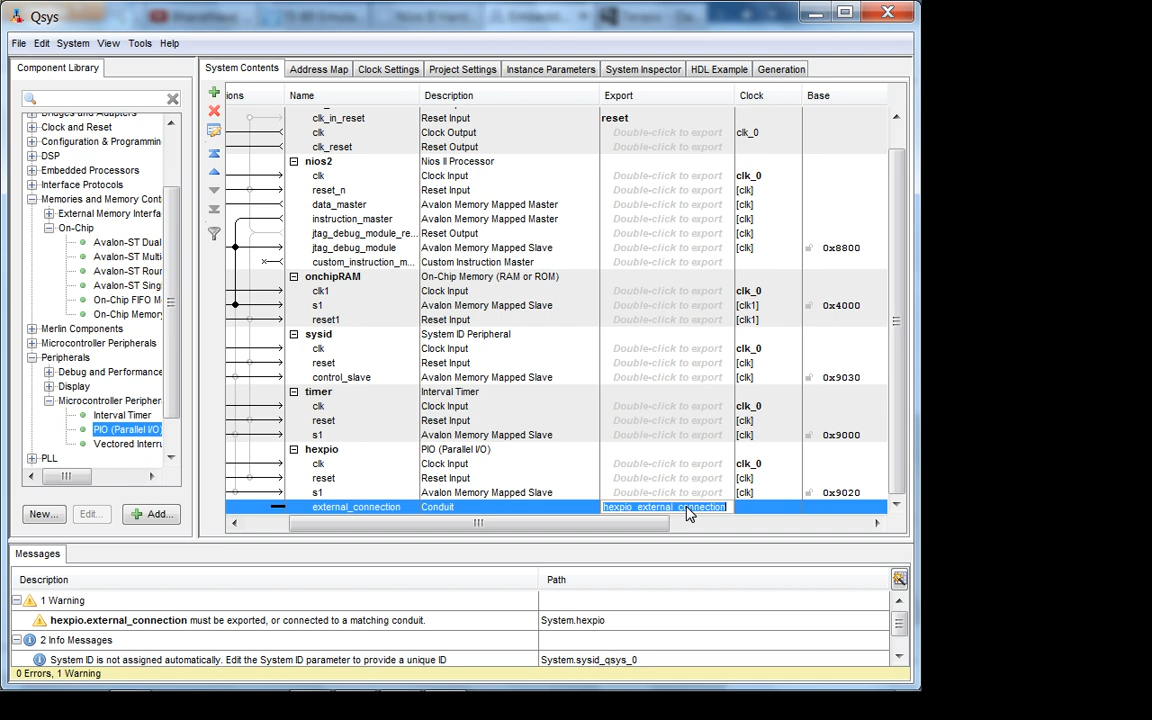 Qsys
File Edit System View Tools Help
Component Library
System Contents Address Map Clock Settings Project Settings Instance Parameters System Inspector HDL Example Generation
ions Name Description Export Clock Base
Bridges and Adapters
Clock and Reset
Configuration & Programmin
DSP
Embedded Processors
Interface Protocols
Memories and Memory Cont
External Memory Interfa
On-Chip
Avalon-ST Dual
Avalon-ST Multi
Avalon-ST Roun
Avalon-ST Singl
On-Chip FIFO M
On-Chip Memory
Merlin Components
Microcontroller Peripherals
Peripherals
Debug and Performance
Display
Microcontroller Peripher
Interval Timer
PIO (Parallel I/O)
Vectored Interru
PLL
New... Edit... Add...
clk_in_reset Reset Input reset
clk Clock Output Double-click to export clk_0
clk_reset Reset Output Double-click to export
nios2 Nios II Processor
clk Clock Input Double-click to export clk_0
reset_n Reset Input Double-click to export [clk]
data_master Avalon Memory Mapped Master Double-click to export [clk]
instruction_master Avalon Memory Mapped Master Double-click to export [clk]
jtag_debug_module_re... Reset Output Double-click to export [clk]
jtag_debug_module Avalon Memory Mapped Slave Double-click to export [clk] 0x8800
custom_instruction_m... Custom Instruction Master Double-click to export
onchipRAM On-Chip Memory (RAM or ROM)
clk1 Clock Input Double-click to export clk_0
s1 Avalon Memory Mapped Slave Double-click to export [clk1] 0x4000
reset1 Reset Input Double-click to export [clk1]
sysid System ID Peripheral
clk Clock Input Double-click to export clk_0
reset Reset Input Double-click to export [clk]
control_slave Avalon Memory Mapped Slave Double-click to export [clk] 0x9030
timer Interval Timer
clk Clock Input Double-click to export clk_0
reset Reset Input Double-click to export [clk]
s1 Avalon Memory Mapped Slave Double-click to export [clk] 0x9000
hexpio PIO (Parallel I/O)
clk Clock Input Double-click to export clk_0
reset Reset Input Double-click to export [clk]
s1 Avalon Memory Mapped Slave Double-click to export [clk] 0x9020
external_connection Conduit hexpio_external_connection
Messages
Description Path
1 Warning
hexpio.external_connection must be exported, or connected to a matching conduit. System.hexpio
2 Info Messages
System ID is not assigned automatically. Edit the System ID parameter to provide a unique ID System.sysid_qsys_0
0 Errors, 1 Warning